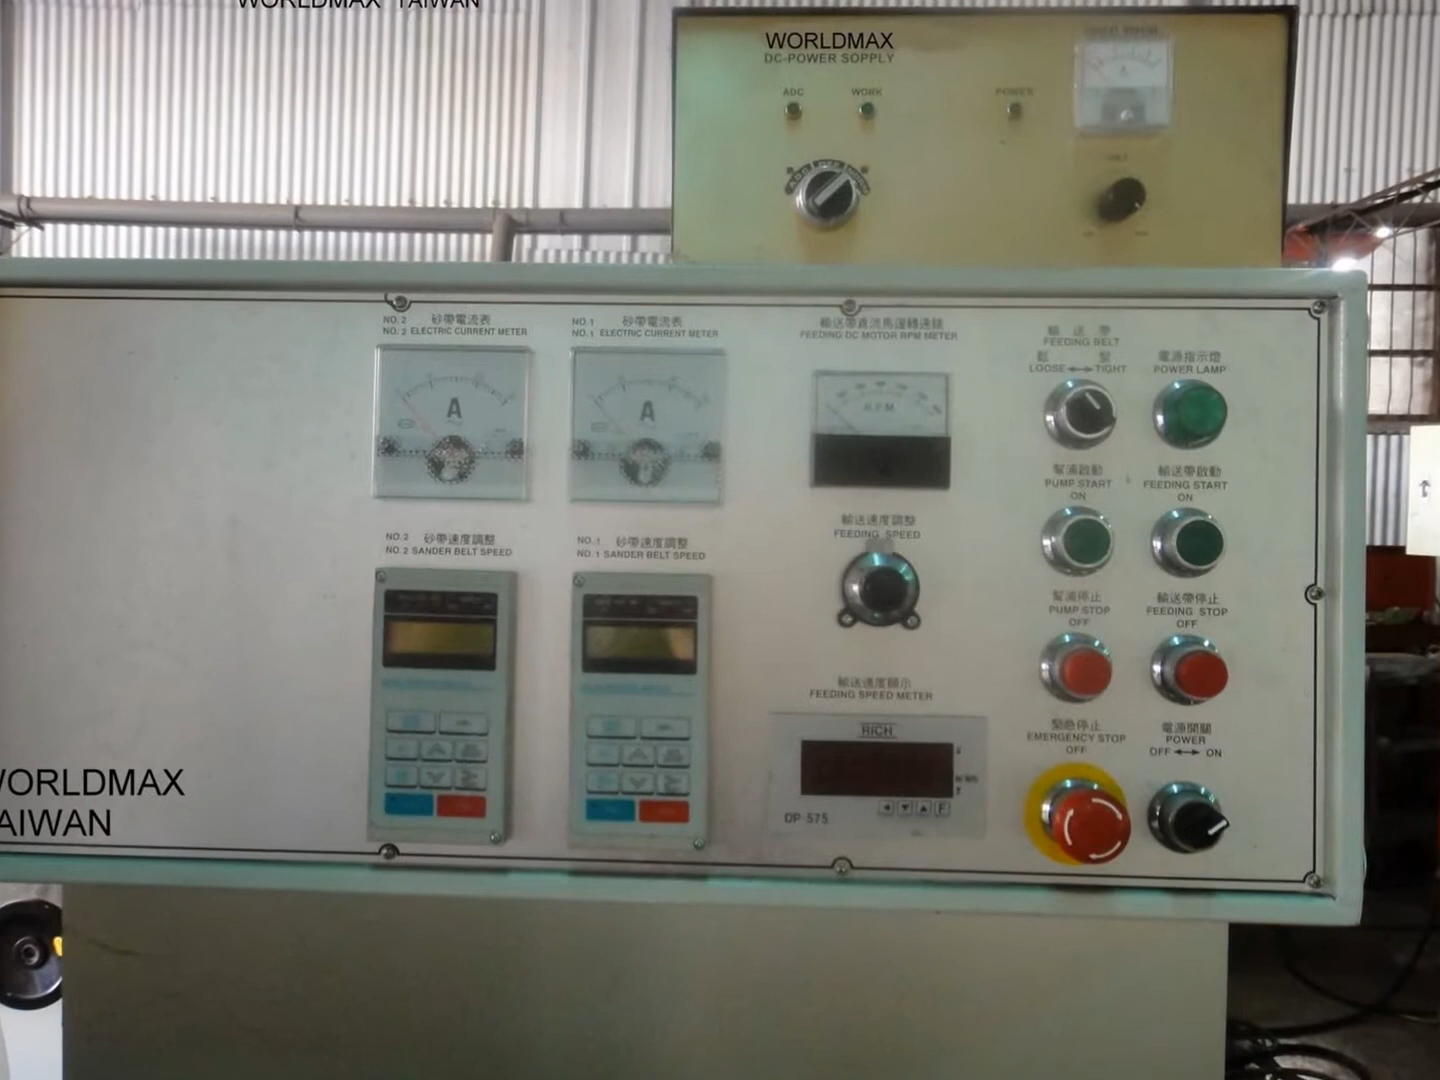 WORLDMAX TAIWAN
WORLDMAX
DC-POWER SOPPLY
ADC
WORK
POWER
VOLT
NO. 2 砂帶電流表
NO. 2 ELECTRIC CURRENT METER
A
NO. 1 砂帶電流表
NO. 1 ELECTRIC CURRENT METER
A
輸送帶直流馬達轉速錶
FEEDING DC MOTOR RPM METER
R.P.M
輸送帶
FEEDING BELT
鬆 緊
LOOSE ↔ TIGHT
電源指示燈
POWER LAMP
幫浦啟動
PUMP START
ON
輸送帶啟動
FEEDING START
ON
NO. 2 砂帶速度調整
NO. 2 SANDER BELT SPEED
NO. 1 砂帶速度調整
NO. 1 SANDER BELT SPEED
輸送速度調整
FEEDING SPEED
幫浦停止
PUMP STOP
OFF
輸送帶停止
FEEDING STOP
OFF
輸送速度顯示
FEEDING SPEED METER
RICH
DP-575
F
緊急停止
EMERGENCY STOP
OFF
電源開關
POWER
OFF ↔ ON
WORLDMAX
TAIWAN